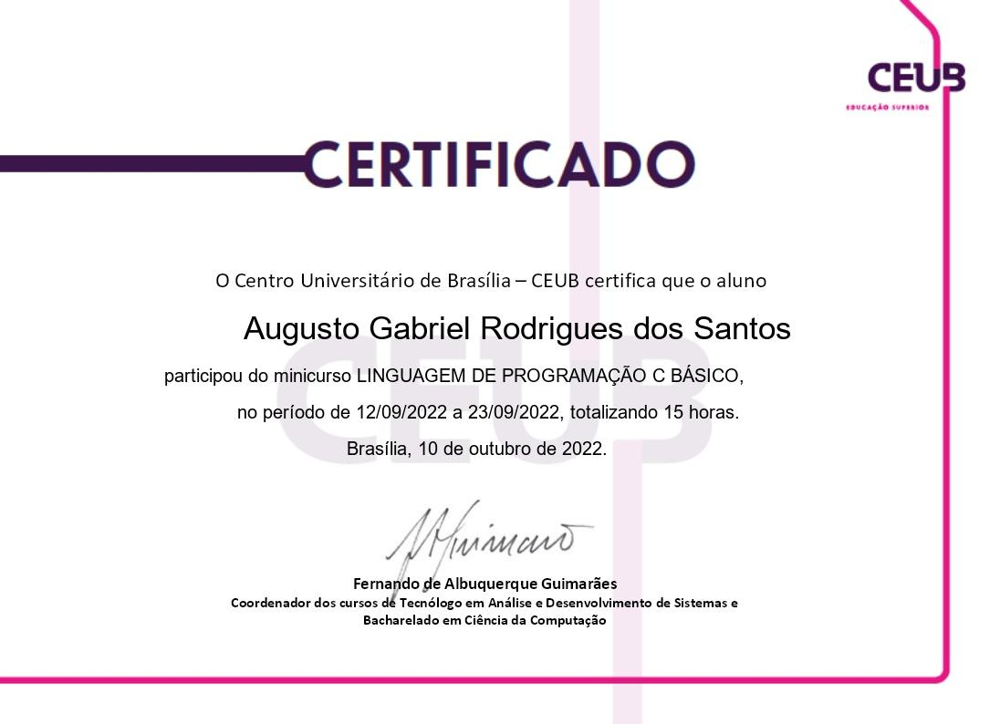 CEUB
EDUCAÇÃO SUPERIOR
CERTIFICADO
O Centro Universitário de Brasília – CEUB certifica que o aluno
Augusto Gabriel Rodrigues dos Santos
participou do minicurso LINGUAGEM DE PROGRAMAÇÃO C BÁSICO,
no período de 12/09/2022 a 23/09/2022, totalizando 15 horas.
CEUB
Brasília, 10 de outubro de 2022.
Fernando de Albuquerque Guimarães
Coordenador dos cursos de Tecnólogo em Análise e Desenvolvimento de Sistemas e
Bacharelado em Ciência da Computação